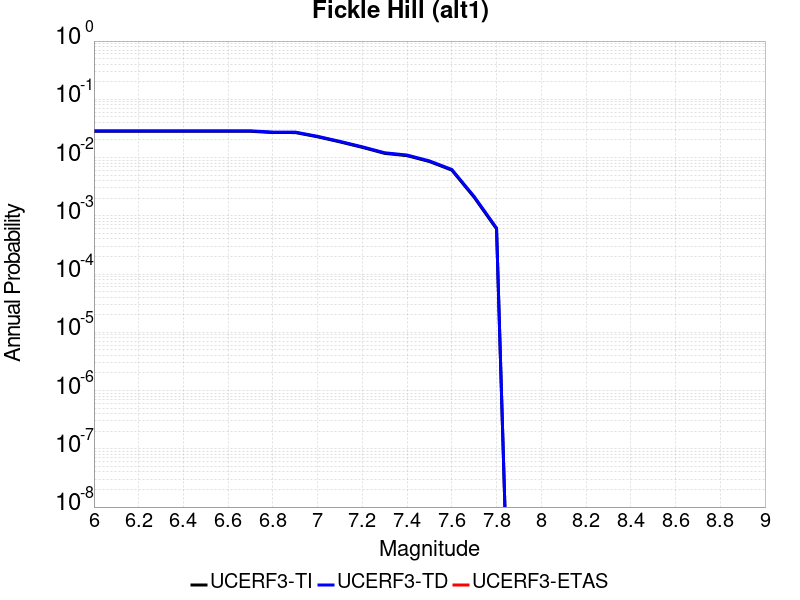 Fickle Hill (alt1)
10^0
10^-1
10^-2
10^-3
10^-4
10^-5
10^-6
10^-7
10^-8
Annual Probability
6 6.2 6.4 6.6 6.8 7 7.2 7.4 7.6 7.8 8 8.2 8.4 8.6 8.8 9
Magnitude
UCERF3-TI UCERF3-TD UCERF3-ETAS